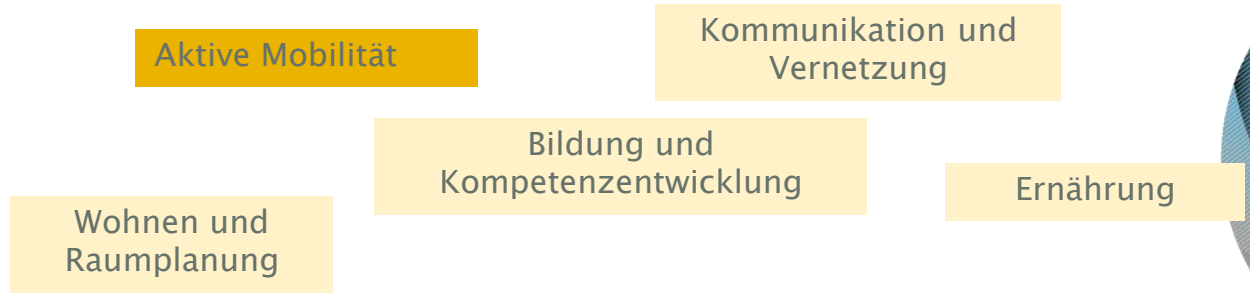 Aktive Mobilität
Kommunikation und
Vernetzung
Bildung und
Kompetenzentwicklung
Ernährung
Wohnen und
Raumplanung